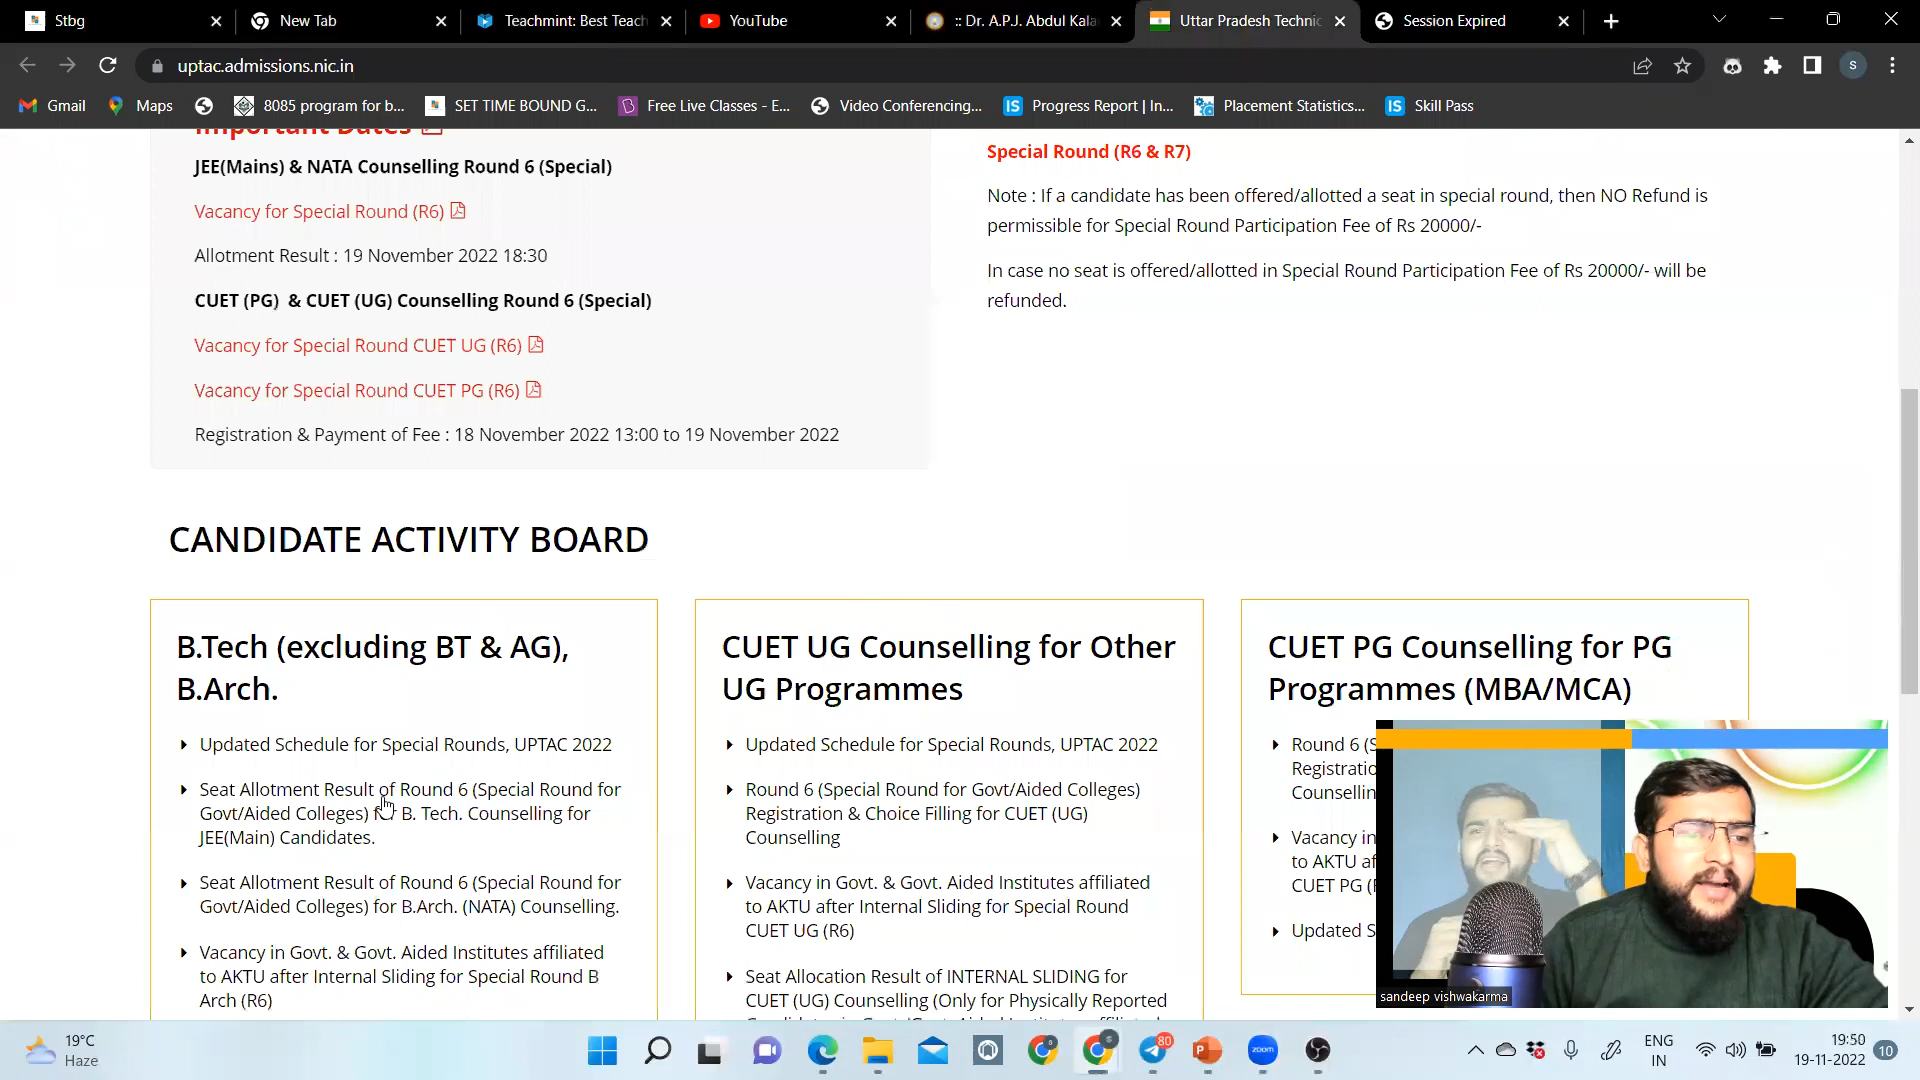 Stbg
New Tab
Teachmint: Best Teach
YouTube
:: Dr. A.P.J. Abdul Kala
Uttar Pradesh Technic
Session Expired
uptac.admissions.nic.in
S
Gmail
Maps
8085 program for b...
SET TIME BOUND G...
Free Live Classes - E...
Video Conferencing...
IS Progress Report | In...
Placement Statistics...
IS Skill Pass
Important Dates
JEE(Mains) & NATA Counselling Round 6 (Special)
Vacancy for Special Round (R6)
Allotment Result : 19 November 2022 18:30
CUET (PG) & CUET (UG) Counselling Round 6 (Special)
Vacancy for Special Round CUET UG (R6)
Vacancy for Special Round CUET PG (R6)
Registration & Payment of Fee : 18 November 2022 13:00 to 19 November 2022
Special Round (R6 & R7)
Note : If a candidate has been offered/allotted a seat in special round, then NO Refund is
permissible for Special Round Participation Fee of Rs 20000/-
In case no seat is offered/allotted in Special Round Participation Fee of Rs 20000/- will be
refunded.
CANDIDATE ACTIVITY BOARD
B.Tech (excluding BT & AG),
B.Arch.
Updated Schedule for Special Rounds, UPTAC 2022
Seat Allotment Result of Round 6 (Special Round for
Govt/Aided Colleges) for B. Tech. Counselling for
JEE(Main) Candidates.
Seat Allotment Result of Round 6 (Special Round for
Govt/Aided Colleges) for B.Arch. (NATA) Counselling.
Vacancy in Govt. & Govt. Aided Institutes affiliated
to AKTU after Internal Sliding for Special Round B
Arch (R6)
CUET UG Counselling for Other
UG Programmes
Updated Schedule for Special Rounds, UPTAC 2022
Round 6 (Special Round for Govt/Aided Colleges)
Registration & Choice Filling for CUET (UG)
Counselling
Vacancy in Govt. & Govt. Aided Institutes affiliated
to AKTU after Internal Sliding for Special Round
CUET UG (R6)
Seat Allocation Result of INTERNAL SLIDING for
CUET (UG) Counselling (Only for Physically Reported
CUET PG Counselling for PG
Programmes (MBA/MCA)
Round 6 (S
Registratio
Counsellin
Vacancy in
to AKTU af
CUET PG (
Updated S
sandeep vishwakarma
19°C
Haze
80
zoom
ENG
IN
19:50
19-11-2022
10